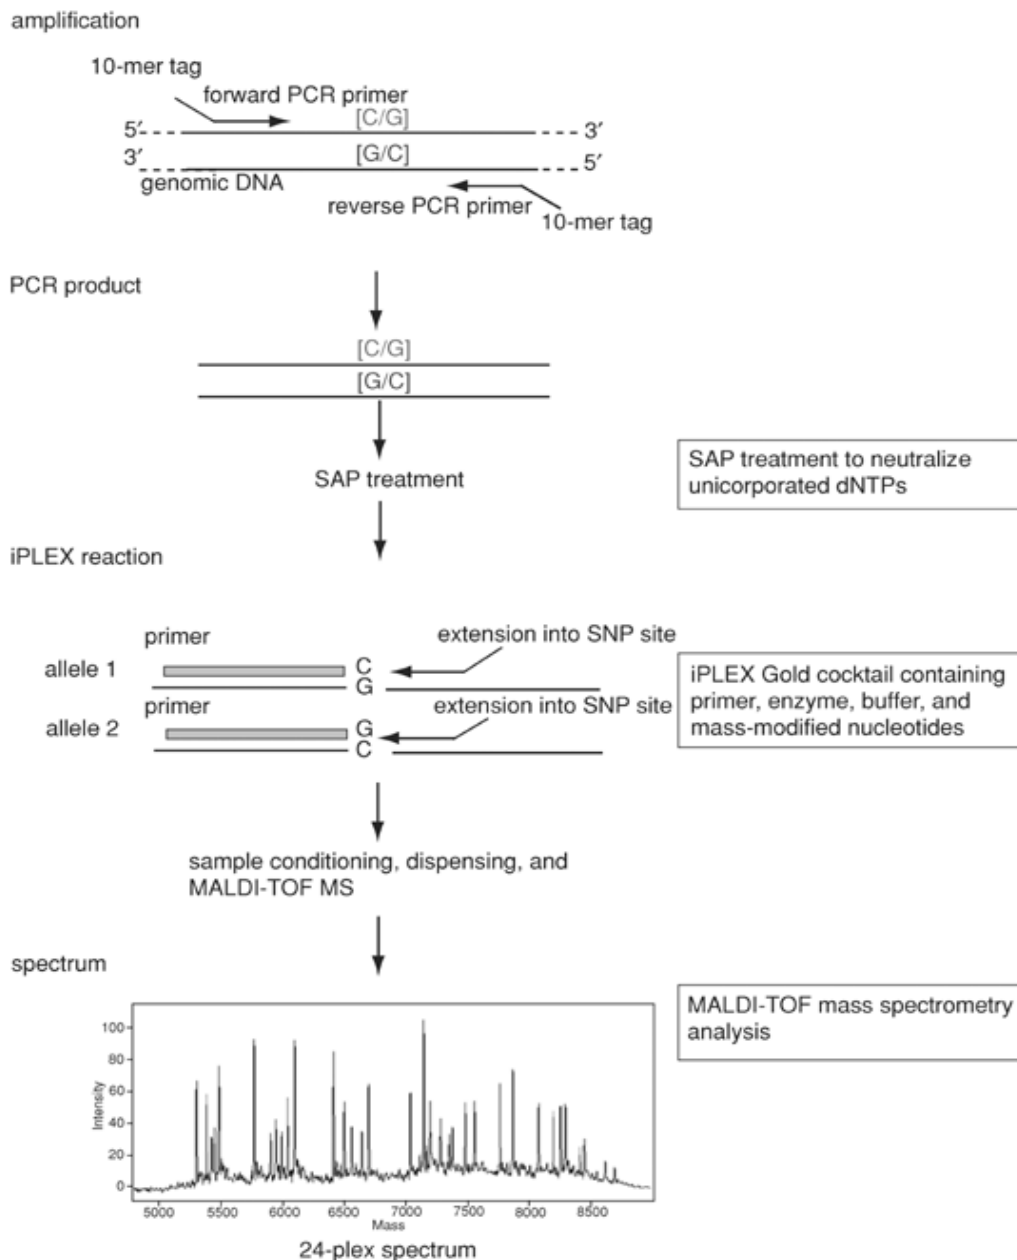 amplification
10-mer tag
forward PCR primer
[C/G]
5′
3′
[G/C]
3′
5′
genomic DNA
reverse PCR primer
10-mer tag
PCR product
[C/G]
[G/C]
SAP treatment
SAP treatment to neutralize
unicorporated dNTPs
iPLEX reaction
primer
extension into SNP site
allele 1
C
G
primer
extension into SNP site
allele 2
G
C
iPLEX Gold cocktail containing
primer, enzyme, buffer, and
mass-modified nucleotides
sample conditioning, dispensing, and
MALDI-TOF MS
spectrum
MALDI-TOF mass spectrometry
analysis
100
80
60
40
20
0
Intensity
5000 5500 6000 6500 7000 7500 8000 8500
Mass
24-plex spectrum